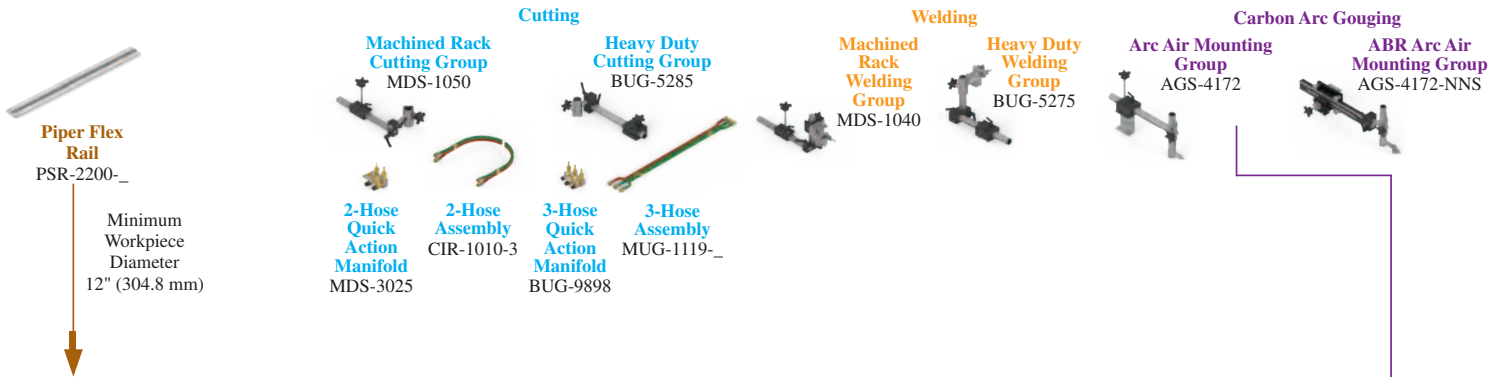 Cutting
Welding
Carbon Arc Gouging
Machined Rack
Cutting Group
MDS-1050
Heavy Duty
Cutting Group
BUG-5285
Machined
Rack
Welding
Group
MDS-1040
Heavy Duty
Welding
Group
BUG-5275
Arc Air Mounting
Group
AGS-4172
ABR Arc Air
Mounting Group
AGS-4172-NNS
Piper Flex
Rail
PSR-2200-_
Minimum
Workpiece
Diameter
12" (304.8 mm)
2-Hose
Quick
Action
Manifold
MDS-3025
2-Hose
Assembly
CIR-1010-3
3-Hose
Quick
Action
Manifold
BUG-9898
3-Hose
Assembly
MUG-1119-_